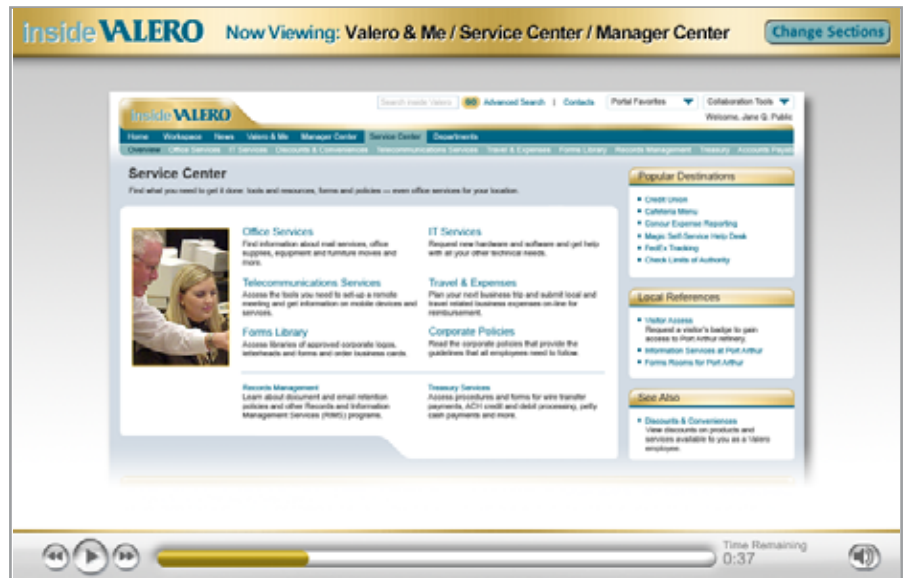 inside VALERO Now Viewing: Valero & Me / Service Center / Manager Center Change Sections
Search Inside Valero GO Advanced Search | Contacts Portal Favorites Collaboration Tools
inside VALERO Welcome, Jane Q. Public
Home Workspace News Valero & Me Manager Center Service Center Departments
Overview Office Services IT Services Discounts & Conveniences Telecommunications Services Travel & Expenses Forms Library Records Management Treasury Accounts Payab
Service Center
Find what you need to get it done: tools and resources, forms and policies — even office services for your location.
Office Services
Find information about mail services, office
supplies, equipment and furniture moves and
more.
IT Services
Request new hardware and software and get help
with all your other technical needs.
Telecommunications Services
Access the tools you need to set-up a remote
meeting and get information on mobile devices and
services.
Travel & Expenses
Plan your next business trip and submit local and
travel related business expenses on-line for
reimbursement.
Forms Library
Access libraries of approved corporate logos,
letterheads and forms and order business cards.
Corporate Policies
Read the corporate policies that provide the
guidelines that all employees need to follow.
Records Management
Learn about document and email retention
policies and other Records and Information
Management Services (RIMS) programs.
Treasury Services
Access procedures and forms for wire transfer
payments, ACH credit and debit processing, petty
cash payments and more.
Popular Destinations
Credit Union
Cafeteria Menu
Concur Expense Reporting
Magic Self-Service Help Desk
FedEx Tracking
Check Limits of Authority
Local References
Visitor Access
Request a visitor's badge to gain
access to Port Arthur refinery.
Information Services at Port Arthur
Forms Rooms for Port Arthur
See Also
Discounts & Conveniences
View discounts on products and
services available to you as a Valero
employee.
Time Remaining
0:37